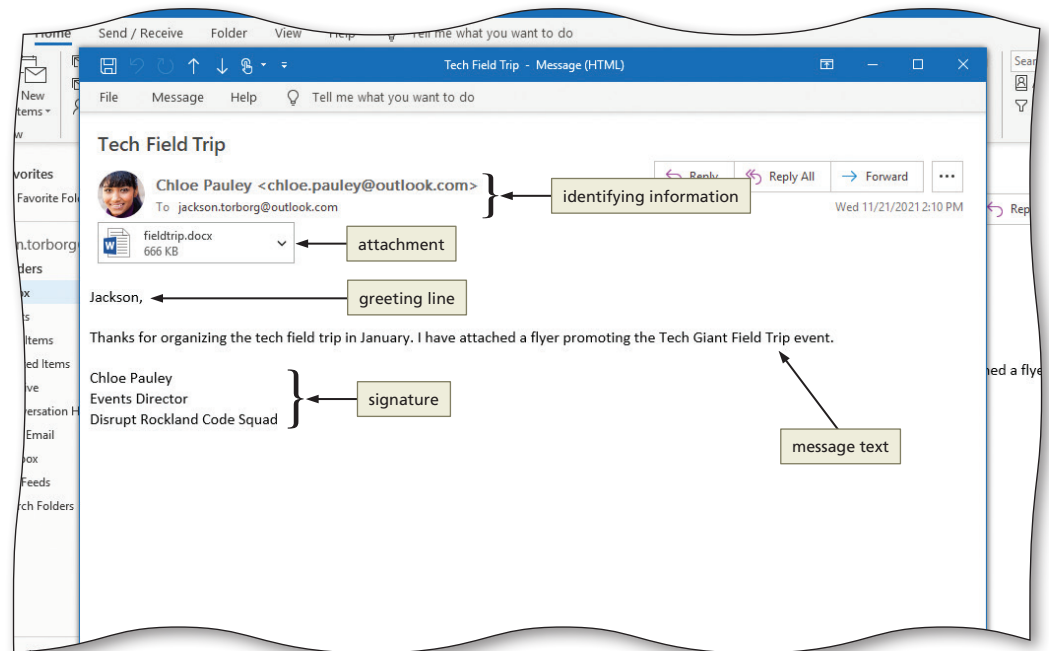 Home Send / Receive Folder View Help Tell me what you want to do
Tech Field Trip - Message (HTML)
New
File Message Help Tell me what you want to do
Tech Field Trip
Chloe Pauley <chloe.pauley@outlook.com>
To jackson.torborg@outlook.com
identifying information
Reply Reply All Forward
Wed 11/21/2021 2:10 PM
fieldtrip.docx
666 KB
attachment
Jackson,
greeting line
Thanks for organizing the tech field trip in January. I have attached a flyer promoting the Tech Giant Field Trip event.
Chloe Pauley
Events Director
Disrupt Rockland Code Squad
signature
message text
Favorite
Items
Items
Email
Feeds
Folders
a